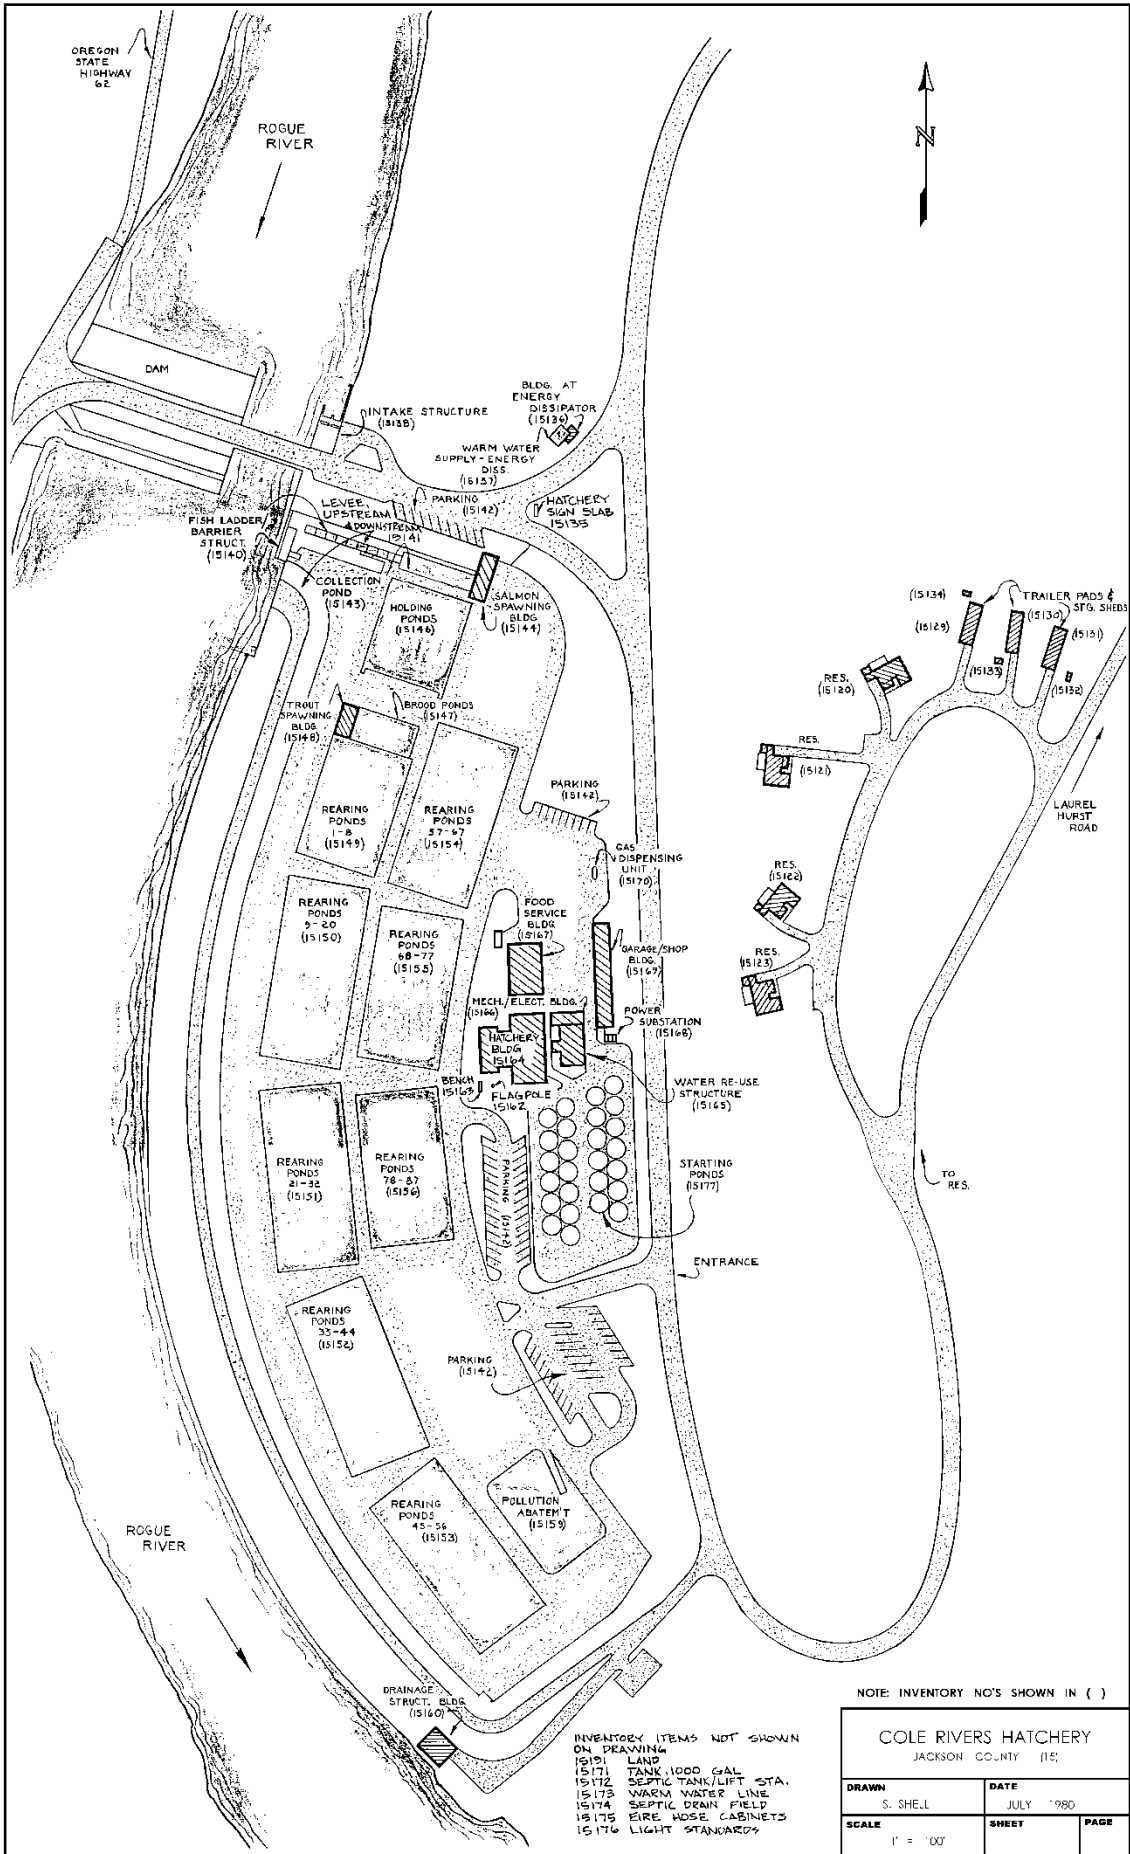 OREGON
STATE
HIGHWAY
62
ROGUE
RIVER
N
DAM
INTAKE STRUCTURE
(15138)
BLDG. AT
ENERGY
DISSIPATOR
(15136)
WARM WATER
SUPPLY-ENERGY
DISS.
(15137)
PARKING
(15142)
HATCHERY
SIGN SLAB
15135
LEVEE,
UPSTREAM
& DOWNSTREAM
15141
FISH LADDER
BARRIER
STRUCT.
(15140)
COLLECTION
POND
(15143)
HOLDING
PONDS
(15146)
SALMON
SPAWNING
BLDG
(15144)
TROUT
SPAWNING
BLDG.
(15148)
BROOD PONDS
(15147)
(15134)
(15129)
TRAILER PADS &
STG. SHEDS
(15130)
(15131)
(15133)
(15132)
RES.
(15120)
RES.
(15121)
LAUREL
HURST
ROAD
RES.
(15122)
RES.
(15123)
REARING
PONDS
1-8
(15149)
REARING
PONDS
57-67
(15154)
PARKING
(15142)
GAS
DISPENSING
UNIT
(15170)
REARING
PONDS
9-20
(15150)
REARING
PONDS
68-77
(15155)
FOOD
SERVICE
BLDG
(15167)
GARAGE/SHOP
BLDG.
(15169)
MECH./ELECT. BLDG.
(15166)
POWER
SUBSTATION
(15168)
HATCHERY
BLDG
15164
BENCH
15163
FLAGPOLE
15162
WATER RE-USE
STRUCTURE
(15165)
REARING
PONDS
21-32
(15151)
REARING
PONDS
78-87
(15156)
PARKING (15142)
STARTING
PONDS
(15177)
TO
RES.
ENTRANCE
REARING
PONDS
33-44
(15152)
PARKING
(15142)
REARING
PONDS
45-56
(15153)
POLLUTION
ABATEM'T
(15159)
ROGUE
RIVER
DRAINAGE
STRUCT. BLDG
(15160)
INVENTORY ITEMS NOT SHOWN
ON DRAWING
15191 LAND
15171 TANK, 1000 GAL
15172 SEPTIC TANK/LIFT STA.
15173 WARM WATER LINE
15174 SEPTIC DRAIN FIELD
15175 FIRE HOSE CABINETS
15176 LIGHT STANDARDS
NOTE: INVENTORY NO'S SHOWN IN ( )
COLE RIVERS HATCHERY
JACKSON COUNTY (15)
DRAWN
S. SHELL
DATE
JULY 1980
SCALE
1" = 100'
SHEET
PAGE